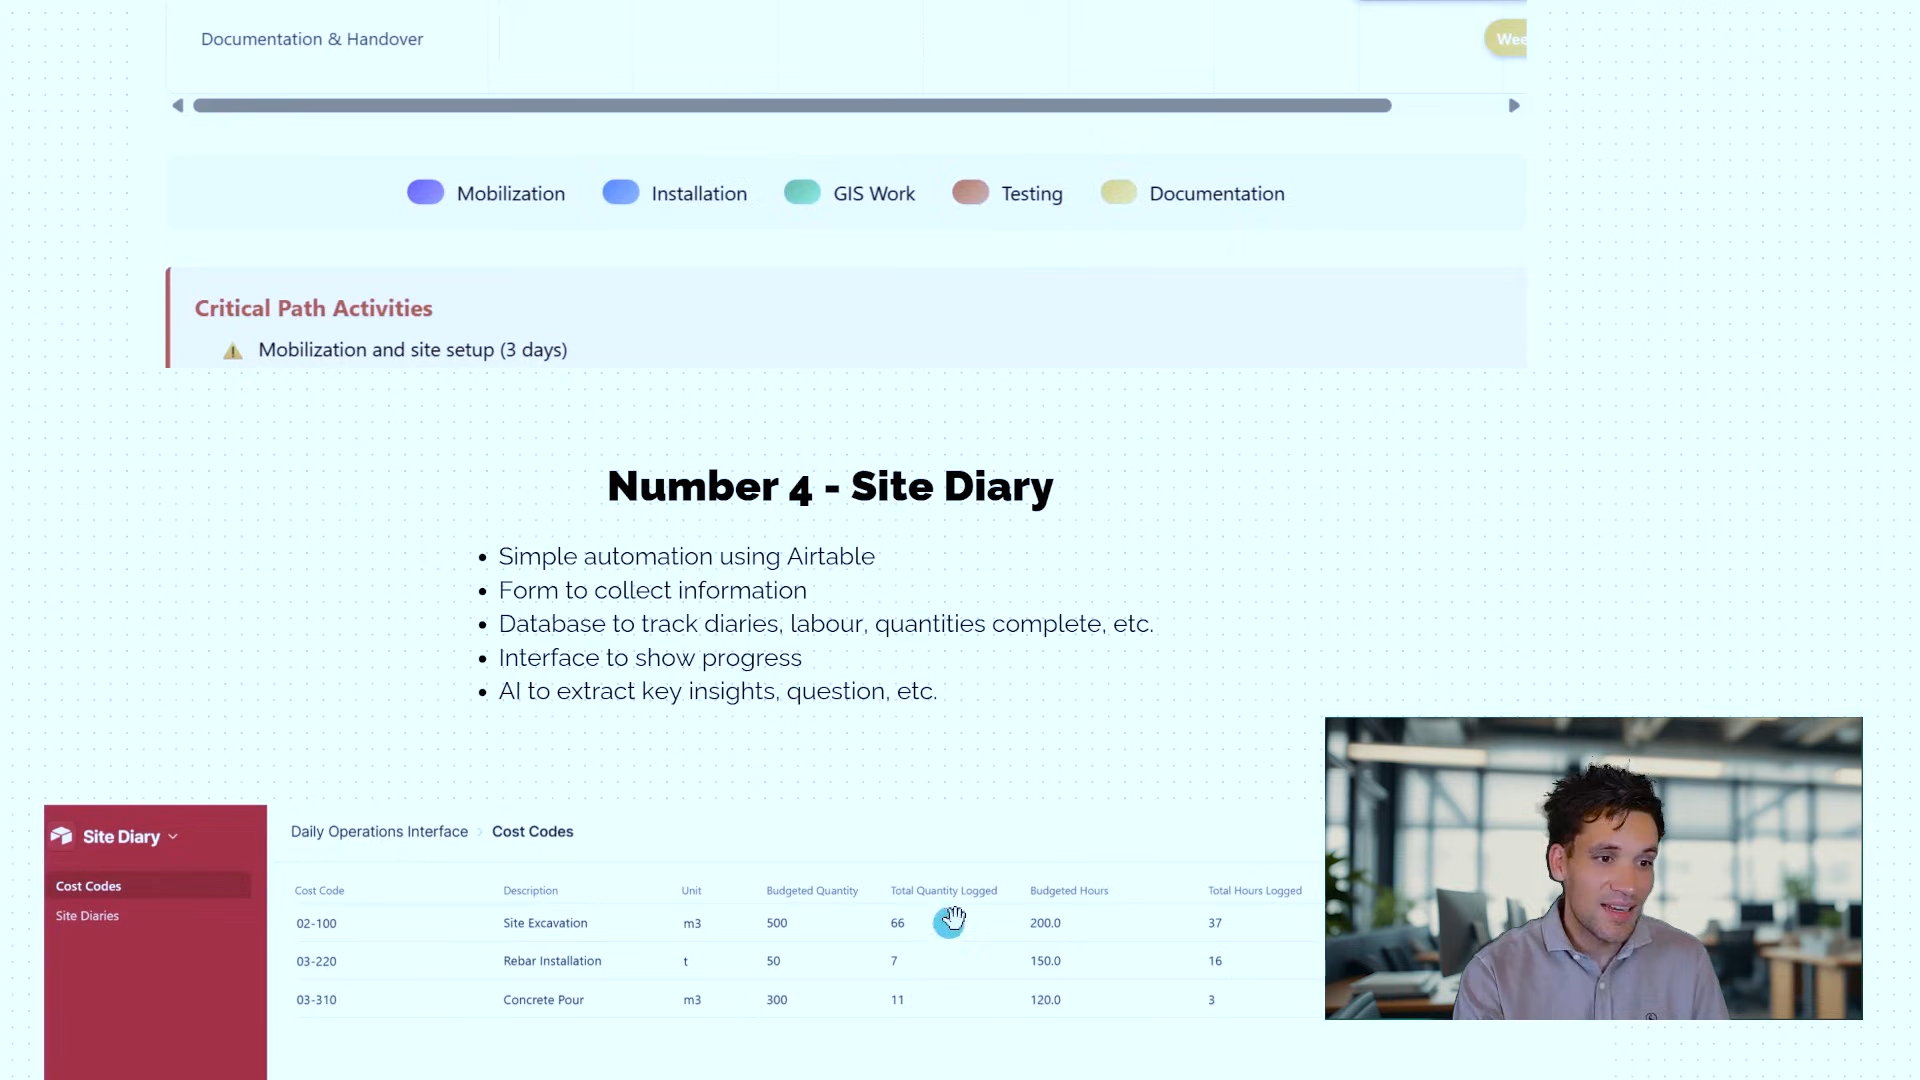 Documentation & Handover
Wee
Mobilization Installation GIS Work Testing Documentation
Critical Path Activities
Mobilization and site setup (3 days)
Number 4 - Site Diary
• Simple automation using Airtable
• Form to collect information
• Database to track diaries, labour, quantities complete, etc.
• Interface to show progress
• AI to extract key insights, question, etc.
Site Diary
Cost Codes
Site Diaries
Daily Operations Interface > Cost Codes
Cost Code Description Unit Budgeted Quantity Total Quantity Logged Budgeted Hours Total Hours Logged
02-100 Site Excavation m3 500 66 200.0 37
03-220 Rebar Installation t 50 7 150.0 16
03-310 Concrete Pour m3 300 11 120.0 3